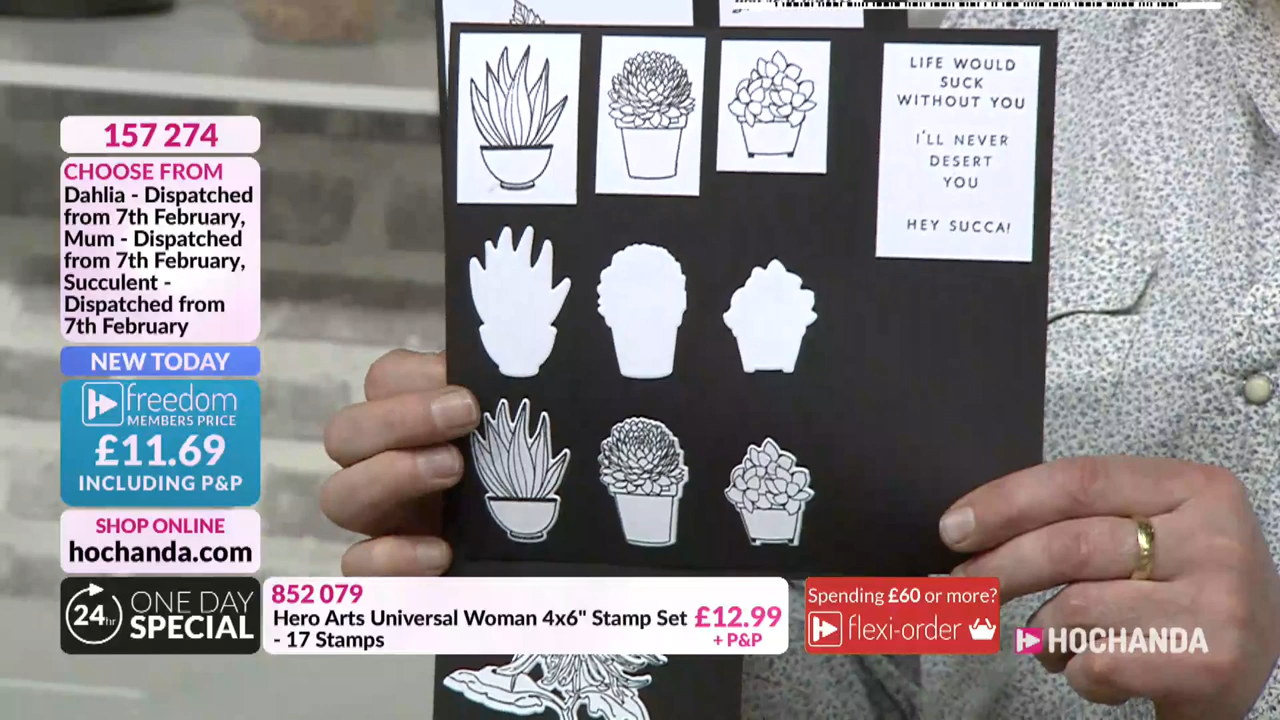 LIFE WOULD
SUCK
WITHOUT YOU
I'LL NEVER
DESERT
YOU
HEY SUCCA!
157 274
CHOOSE FROM
Dahlia - Dispatched
from 7th February,
Mum - Dispatched
from 7th February,
Succulent -
Dispatched from
7th February
NEW TODAY
freedom
MEMBERS PRICE
£11.69
INCLUDING P&P
SHOP ONLINE
hochanda.com
24hr ONE DAY
SPECIAL
852 079
Hero Arts Universal Woman 4x6" Stamp Set
- 17 Stamps
£12.99
+ P&P
Spending £60 or more?
flexi-order
HOCHANDA